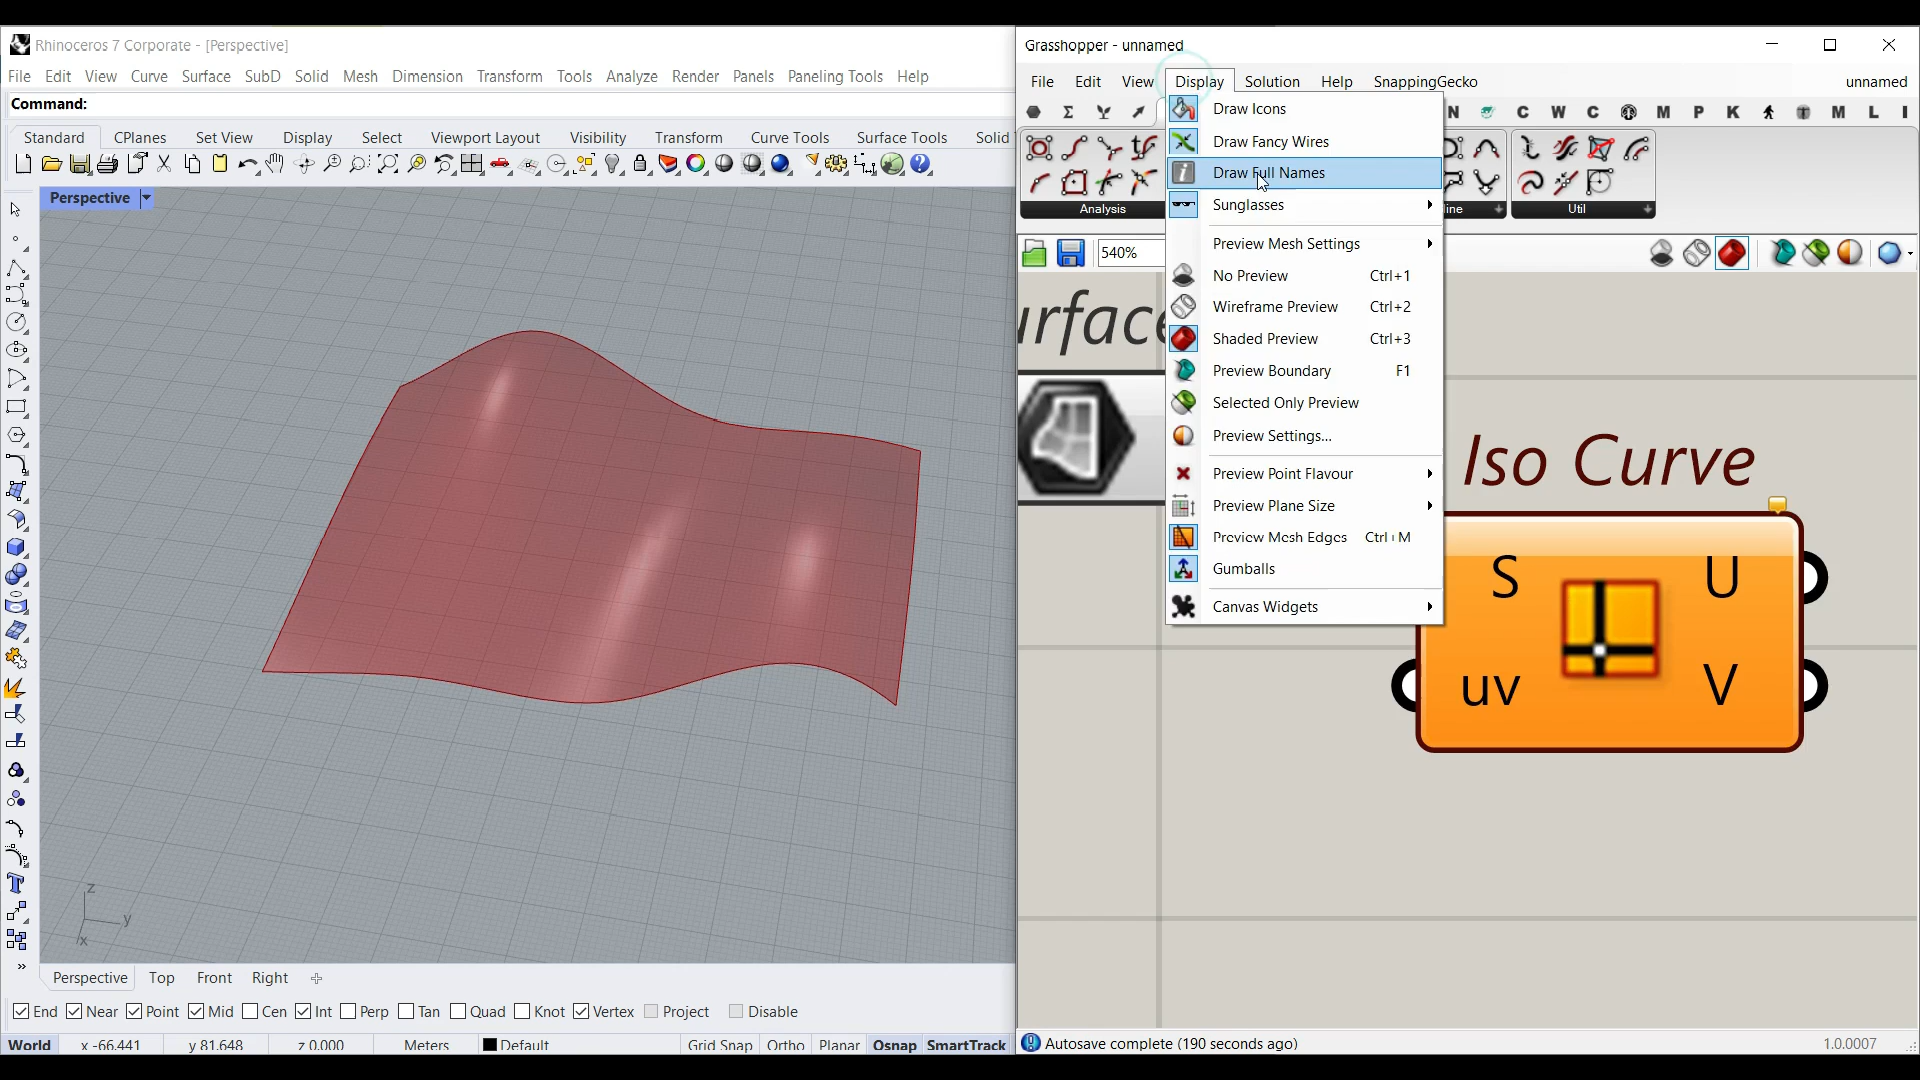 Rhinoceros 7 Corporate - [Perspective]
File Edit View Curve Surface SubD Solid Mesh Dimension Transform Tools Analyze Render Panels Paneling Tools Help
Command:
Standard CPlanes Set View Display Select Viewport Layout Visibility Transform Curve Tools Surface Tools Solid
Perspective
z
y
x
Perspective Top Front Right
End Near Point Mid Cen Int Perp Tan Quad Knot Vertex Project Disable
World x -66.441 y 81.648 z 0.000 Meters Default Grid Snap Ortho Planar Osnap SmartTrack
Grasshopper - unnamed
File Edit View Display Solution Help SnappingGecko unnamed
N C W C M P K M L I
Analysis
line
Util
540%
Draw Icons
Draw Fancy Wires
Draw Full Names
Sunglasses
Preview Mesh Settings
No Preview Ctrl+1
Wireframe Preview Ctrl+2
Shaded Preview Ctrl+3
Preview Boundary F1
Selected Only Preview
Preview Settings...
Preview Point Flavour
Preview Plane Size
Preview Mesh Edges Ctrl+M
Gumballs
Canvas Widgets
urface
Iso Curve
S U
uv V
Autosave complete (190 seconds ago)
1.0.0007